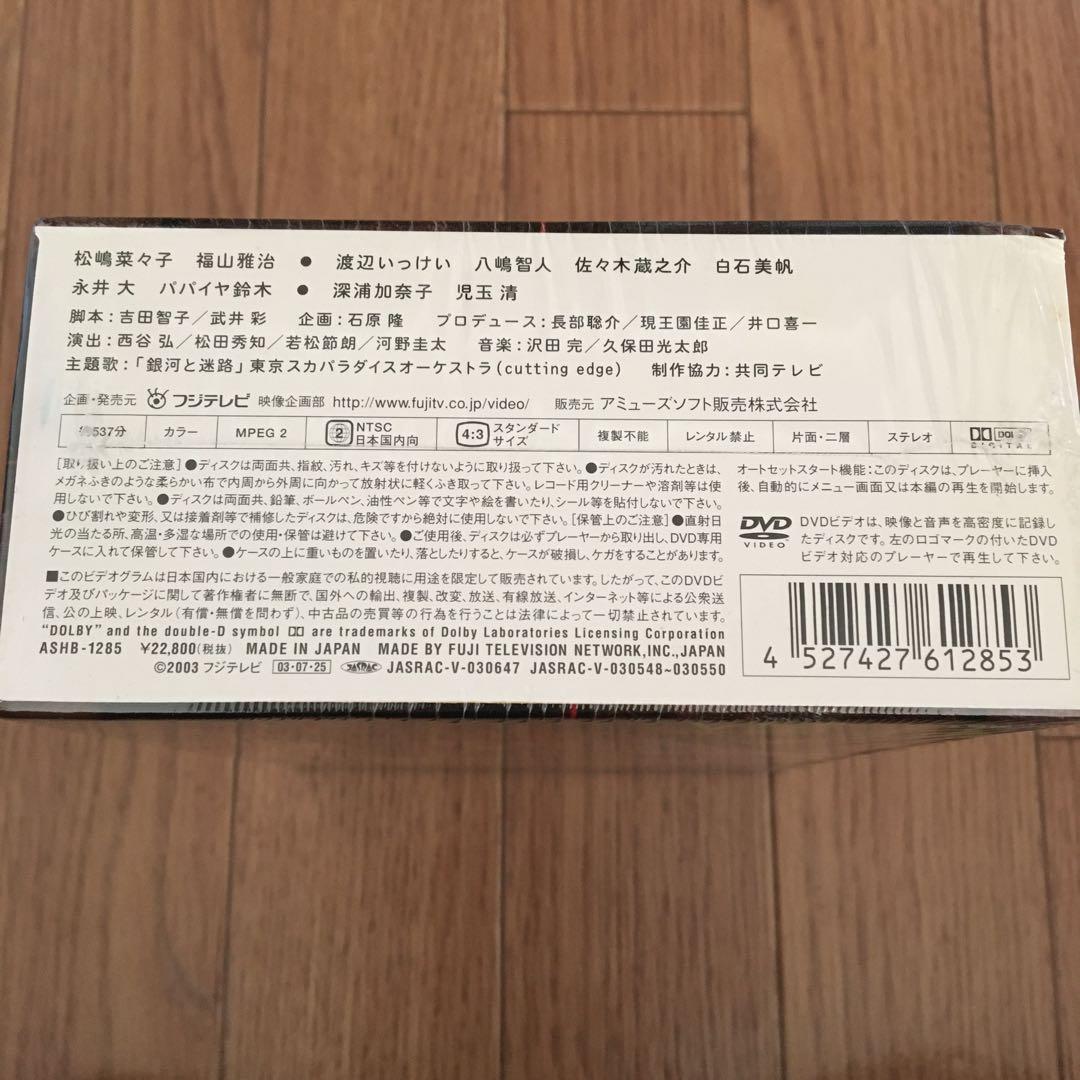 松嶋菜々子 福山雅治 ● 渡辺いっけい 八嶋智人 佐々木蔵之介 白石美帆
永井 大 パパイヤ鈴木 ● 深浦加奈子 児玉 清
脚本：吉田智子／武井 彩 企画：石原 隆 プロデュース：長部聡介／現王園佳正／井口喜一
演出：西谷 弘／松田秀知／若松節朗／河野圭太 音楽：沢田 完／久保田光太郎
主題歌：「銀河と迷路」東京スカパラダイスオーケストラ（cutting edge） 制作協力：共同テレビ
企画・発売元 フジテレビ 映像企画部 http://www.fujitv.co.jp/video/ 販売元 アミューズソフト販売株式会社
537分 カラー MPEG 2 2 NTSC 日本国内向 4:3 スタンダードサイズ 複製不能 レンタル禁止 片面・二層 ステレオ DIGITAL
［取り扱い上のご注意］●ディスクは両面共、指紋、汚れ、キズ等を付けないように取り扱って下さい。●ディスクが汚れたときは、
メガネふきのような柔らかい布で内周から外周に向かって放射状に軽くふき取って下さい。レコード用クリーナーや溶剤等は使
用しないで下さい。●ディスクは両面共、鉛筆、ボールペン、油性ペン等で文字や絵を書いたり、シール等を貼付しないで下さい。
●ひび割れや変形、又は接着剤等で補修したディスクは、危険ですから絶対に使用しないで下さい。［保管上のご注意］●直射日
光の当たる所、高温・多湿な場所での使用・保管は避けて下さい。●ご使用後、ディスクは必ずプレーヤーから取り出し、DVD専用
ケースに入れて保管して下さい。●ケースの上に重いものを置いたり、落としたりすると、ケースが破損し、ケガをすることがあります。
■このビデオグラムは日本国内における一般家庭での私的視聴に用途を限定して販売されています。したがって、このDVDビ
デオ及びパッケージに関して著作権者に無断で、国外への輸出、複製、改変、放送、有線放送、インターネット等による公衆送
信、公の上映、レンタル（有償・無償を問わず）、中古品の売買等の行為を行うことは法律によって一切禁止されています。
"DOLBY" and the double-D symbol are trademarks of Dolby Laboratories Licensing Corporation
ASHB-1285 ¥22,800（税抜） MADE IN JAPAN MADE BY FUJI TELEVISION NETWORK,INC.,JAPAN
©2003 フジテレビ 03・07・25 JASRAC JASRAC-V-030647 JASRAC-V-030548~030550
オートセットスタート機能：このディスクは、プレーヤーに挿入
後、自動的にメニュー画面又は本編の再生を開始します。
DVD VIDEO
DVDビデオは、映像と音声を高密度に記録し
たディスクです。左のロゴマークの付いたDVD
ビデオ対応のプレーヤーで再生して下さい。
4 527427 612853